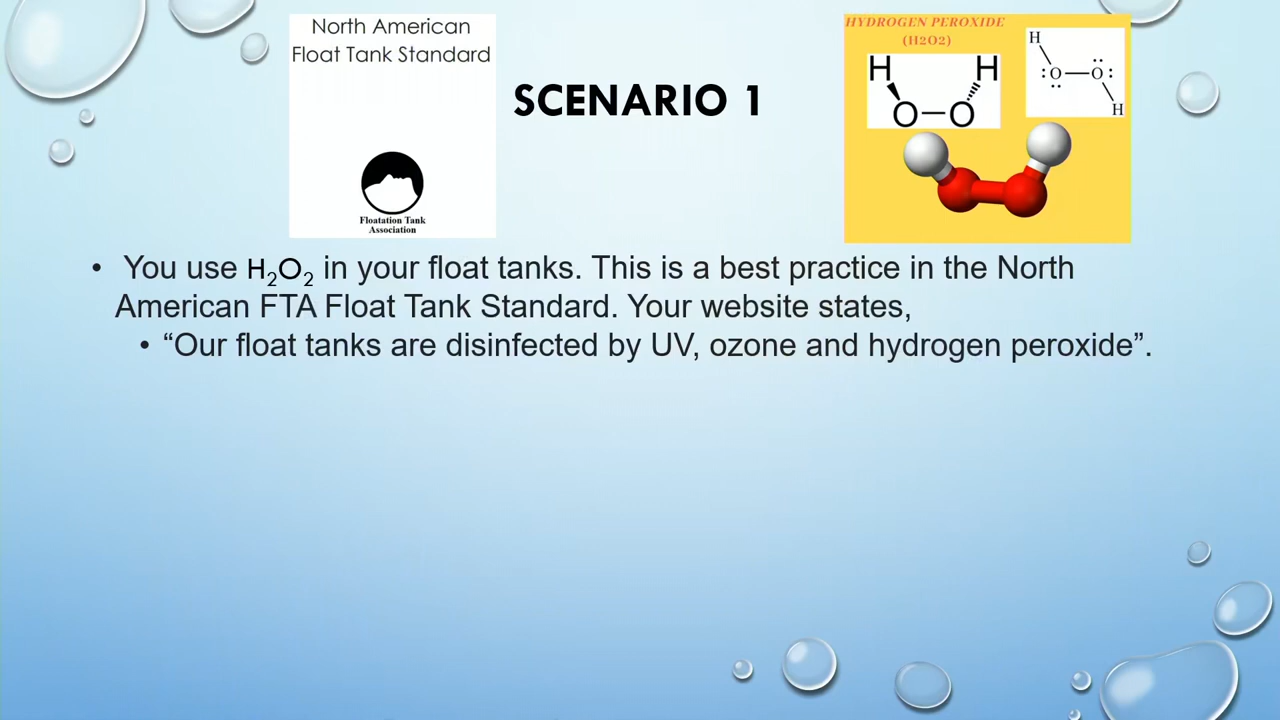 North American
Float Tank Standard
Floatation Tank
Association
SCENARIO 1
HYDROGEN PEROXIDE
(H2O2)
H H
O—O
H
:O—O:
H
• You use H₂O₂ in your float tanks. This is a best practice in the North
American FTA Float Tank Standard. Your website states,
• “Our float tanks are disinfected by UV, ozone and hydrogen peroxide”.